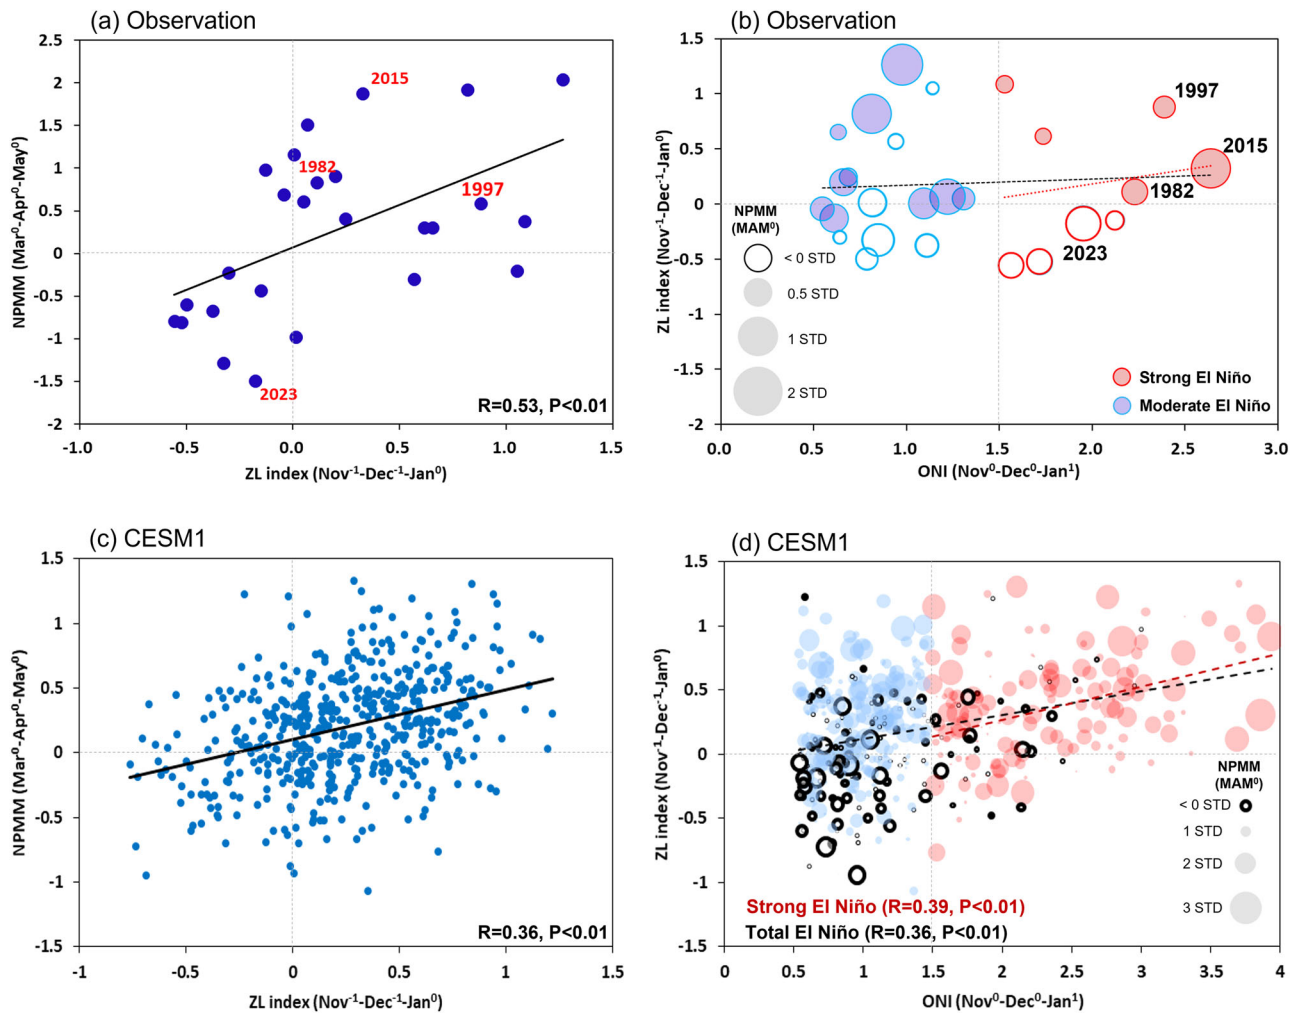 (a) Observation
2.5
2
1.5
1
0.5
0
-0.5
-1
-1.5
-2
NPMM (Mar⁰-Apr⁰-May⁰)
2015
1982
1997
2023
R=0.53, P<0.01
-1.0
-0.5
0.0
0.5
1.0
1.5
ZL index (Nov⁻¹-Dec⁻¹-Jan⁰)
(b) Observation
1.5
1
0.5
0
-0.5
-1
-1.5
-2
ZL index (Nov⁻¹-Dec⁻¹-Jan⁰)
1997
2015
1982
2023
NPMM
(MAM⁰)
< 0 STD
0.5 STD
1 STD
2 STD
Strong El Niño
Moderate El Niño
0.0
0.5
1.0
1.5
2.0
2.5
3.0
ONI (Nov⁰-Dec⁰-Jan¹)
(c) CESM1
1.5
1
0.5
0
-0.5
-1
-1.5
NPMM (Mar⁰-Apr⁰-May⁰)
R=0.36, P<0.01
-1
-0.5
0
0.5
1
1.5
ZL index (Nov⁻¹-Dec⁻¹-Jan⁰)
(d) CESM1
1.5
1
0.5
0
-0.5
-1
-1.5
ZL index (Nov⁻¹-Dec⁻¹-Jan⁰)
NPMM
(MAM⁰)
< 0 STD
1 STD
2 STD
3 STD
Strong El Niño (R=0.39, P<0.01)
Total El Niño (R=0.36, P<0.01)
0
0.5
1
1.5
2
2.5
3
3.5
4
ONI (Nov⁰-Dec⁰-Jan¹)